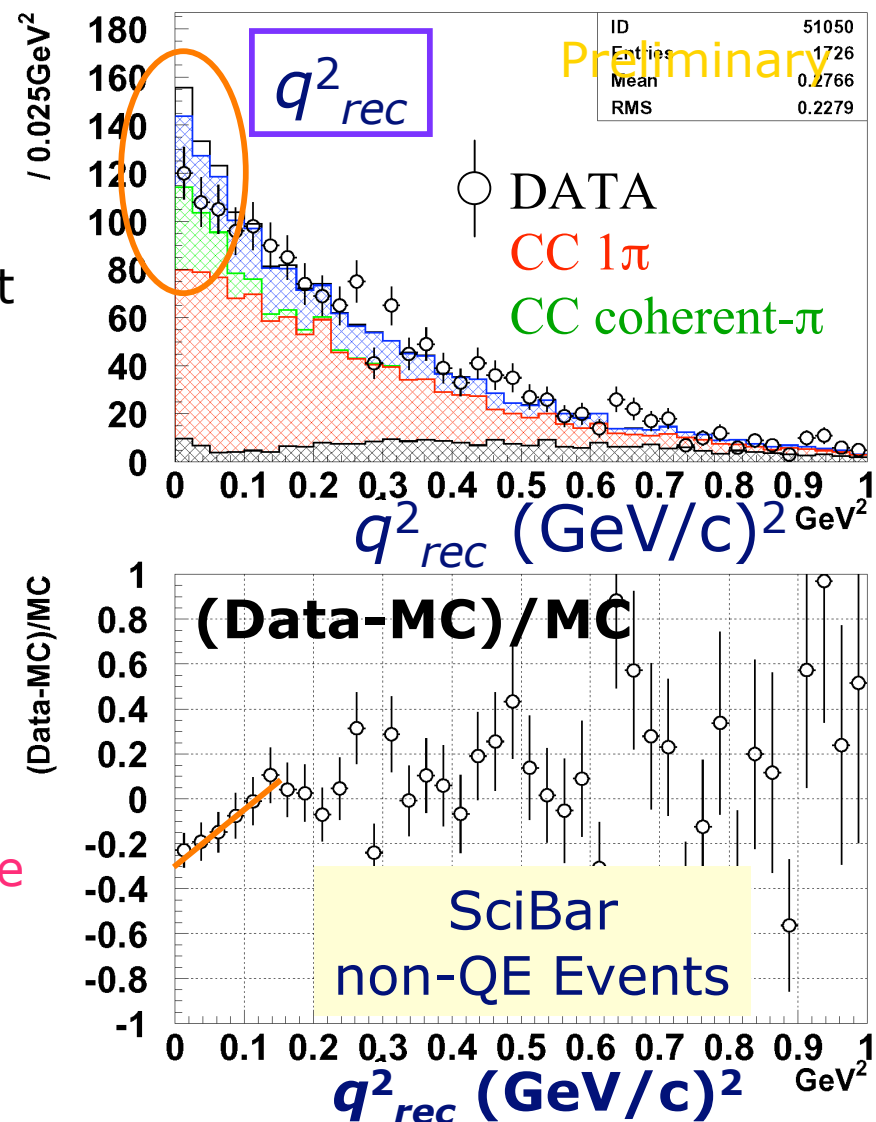 180
160
140
120
100
80
60
40
20
0
/ 0.025GeV²
q²rec
ID 51050
Entries 1726
Mean 0.2766
RMS 0.2279
Preliminary
DATA
CC 1π
CC coherent-π
t
0 0.1 0.2 0.3 0.4 0.5 0.6 0.7 0.8 0.9 1
GeV²
q²rec (GeV/c)²
1
0.8
0.6
0.4
0.2
0
-0.2
-0.4
-0.6
-0.8
-1
(Data-MC)/MC
(Data-MC)/MC
e
SciBar
non-QE Events
0 0.1 0.2 0.3 0.4 0.5 0.6 0.7 0.8 0.9 1
GeV²
q²rec (GeV/c)²